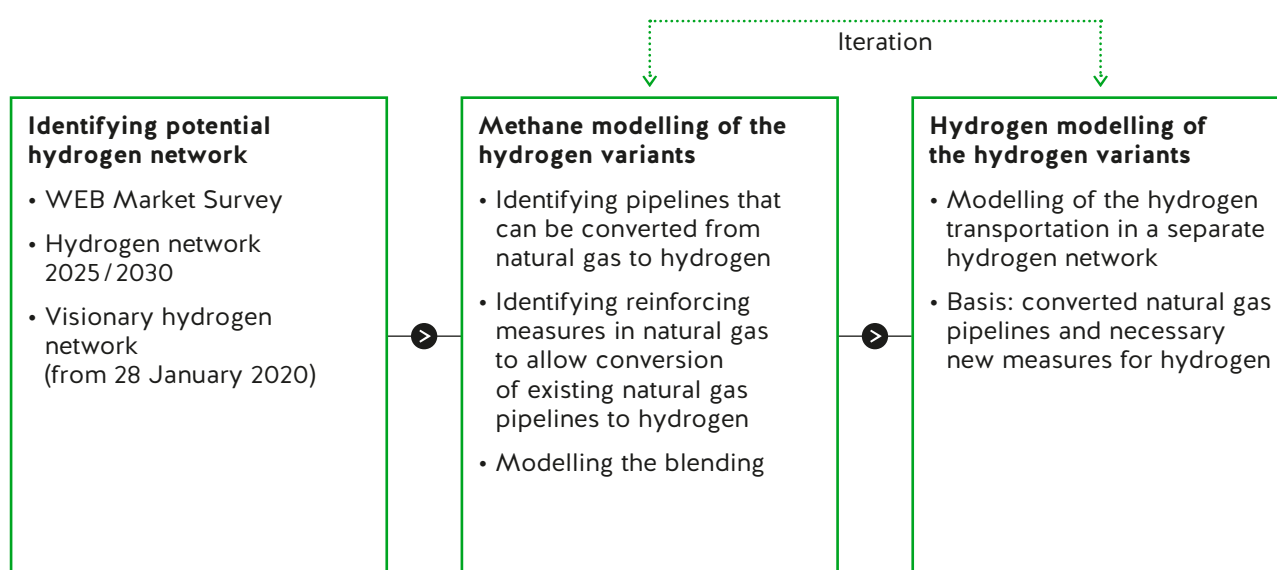 Iteration
Identifying potential
hydrogen network
• WEB Market Survey
• Hydrogen network
2025/2030
• Visionary hydrogen
network
(from 28 January 2020)
Methane modelling of the
hydrogen variants
• Identifying pipelines that
can be converted from
natural gas to hydrogen
• Identifying reinforcing
measures in natural gas
to allow conversion
of existing natural gas
pipelines to hydrogen
• Modelling the blending
Hydrogen modelling of
the hydrogen variants
• Modelling of the hydrogen
transportation in a separate
hydrogen network
• Basis: converted natural gas
pipelines and necessary
new measures for hydrogen